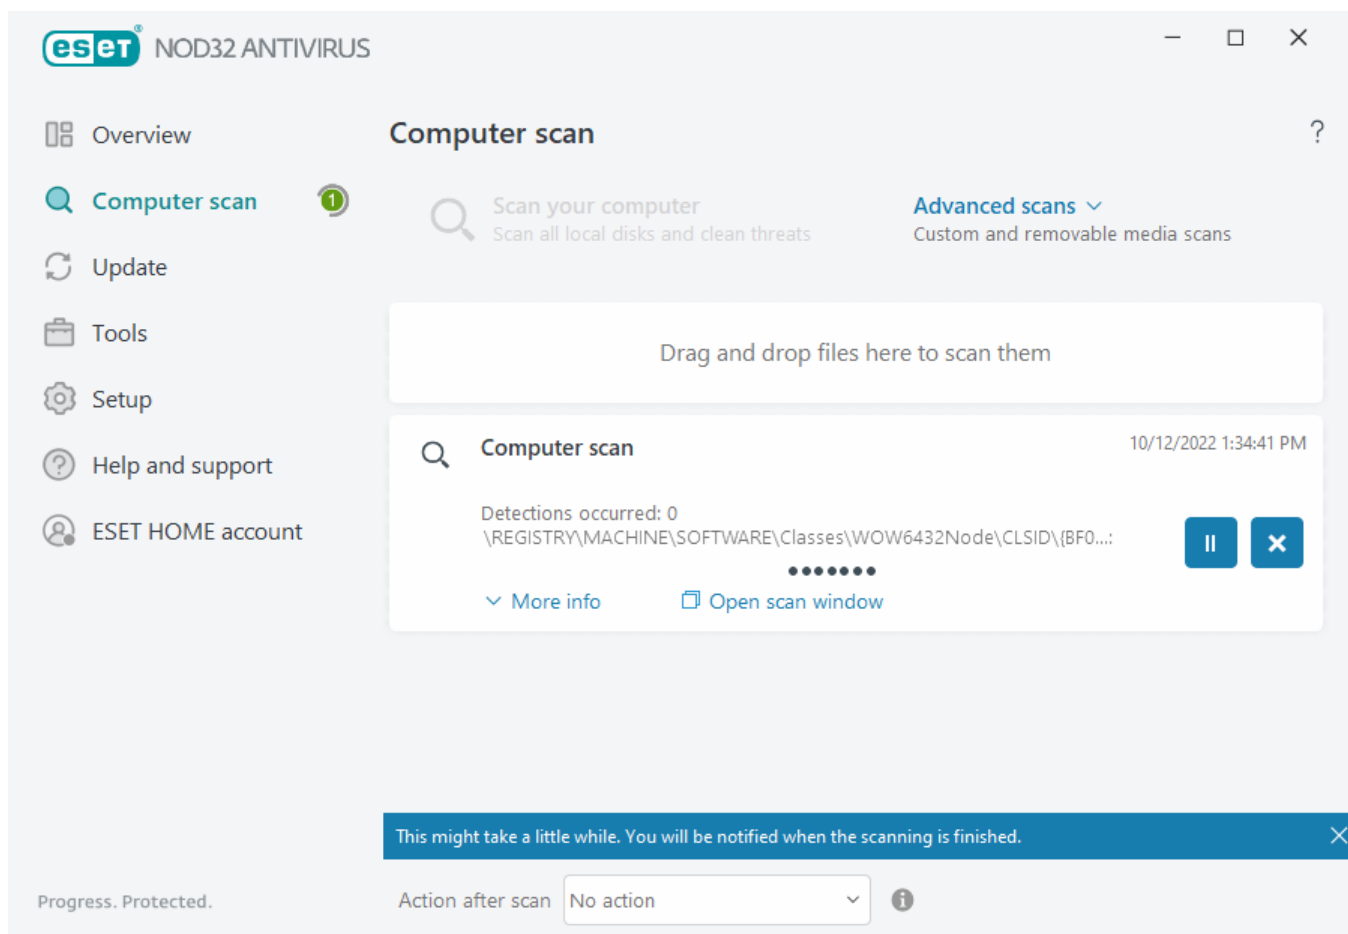 eset® NOD32 ANTIVIRUS
Overview
Computer scan
1
Update
Tools
Setup
Help and support
ESET HOME account
Progress. Protected.
Computer scan
?
Scan your computer
Scan all local disks and clean threats
Advanced scans
Custom and removable media scans
Drag and drop files here to scan them
Computer scan
10/12/2022 1:34:41 PM
Detections occurred: 0
\REGISTRY\MACHINE\SOFTWARE\Classes\WOW6432Node\CLSID\{BF0...:
More info
Open scan window
This might take a little while. You will be notified when the scanning is finished.
Action after scan
No action